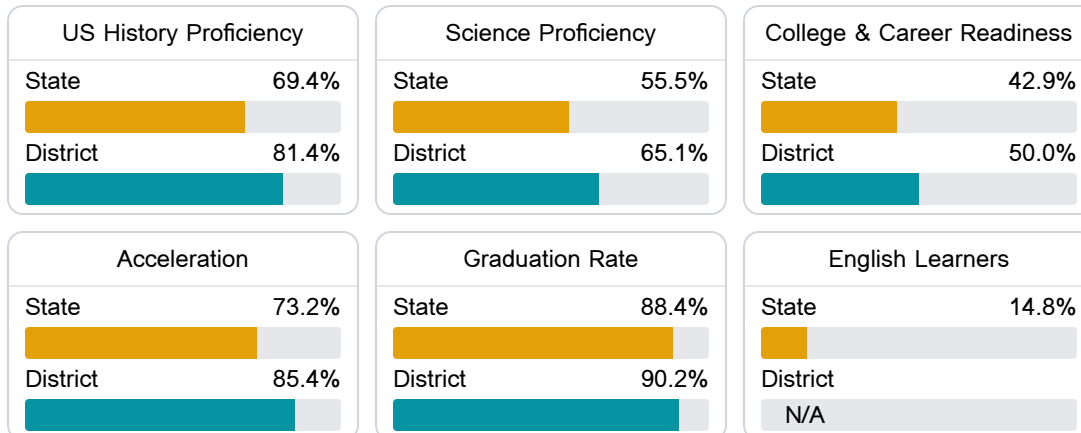 US History Proficiency
State 69.4%
District 81.4%
Science Proficiency
State 55.5%
District 65.1%
College & Career Readiness
State 42.9%
District 50.0%
Acceleration
State 73.2%
District 85.4%
Graduation Rate
State 88.4%
District 90.2%
English Learners
State 14.8%
District
N/A